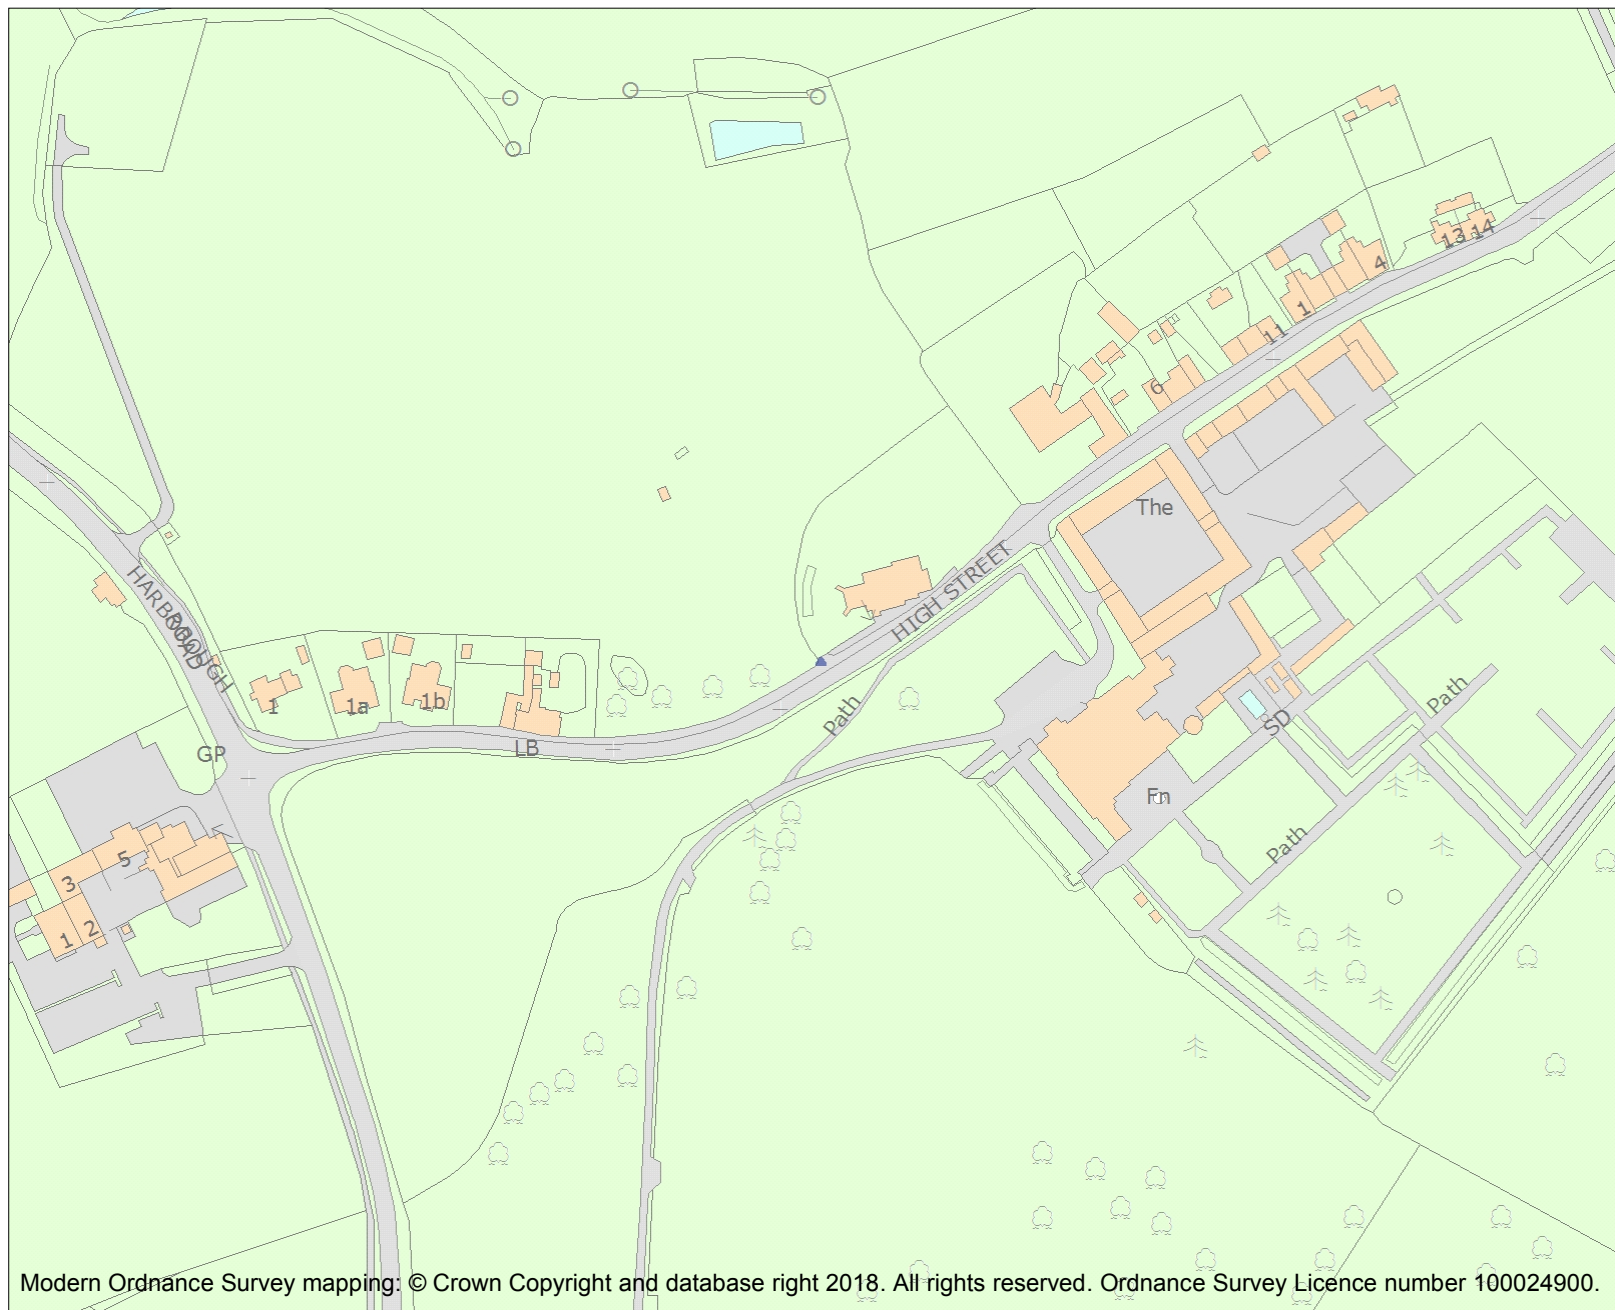 13 14
4
1
11
6
The
HIGH STREET
HARBOROUGH
ROAD
1
1a
1b
LB
GP
Path
SD
Path
Fn
Path
5
3
2
1
Modern Ordnance Survey mapping: © Crown Copyright and database right 2018. All rights reserved. Ordnance Survey Licence number 100024900.